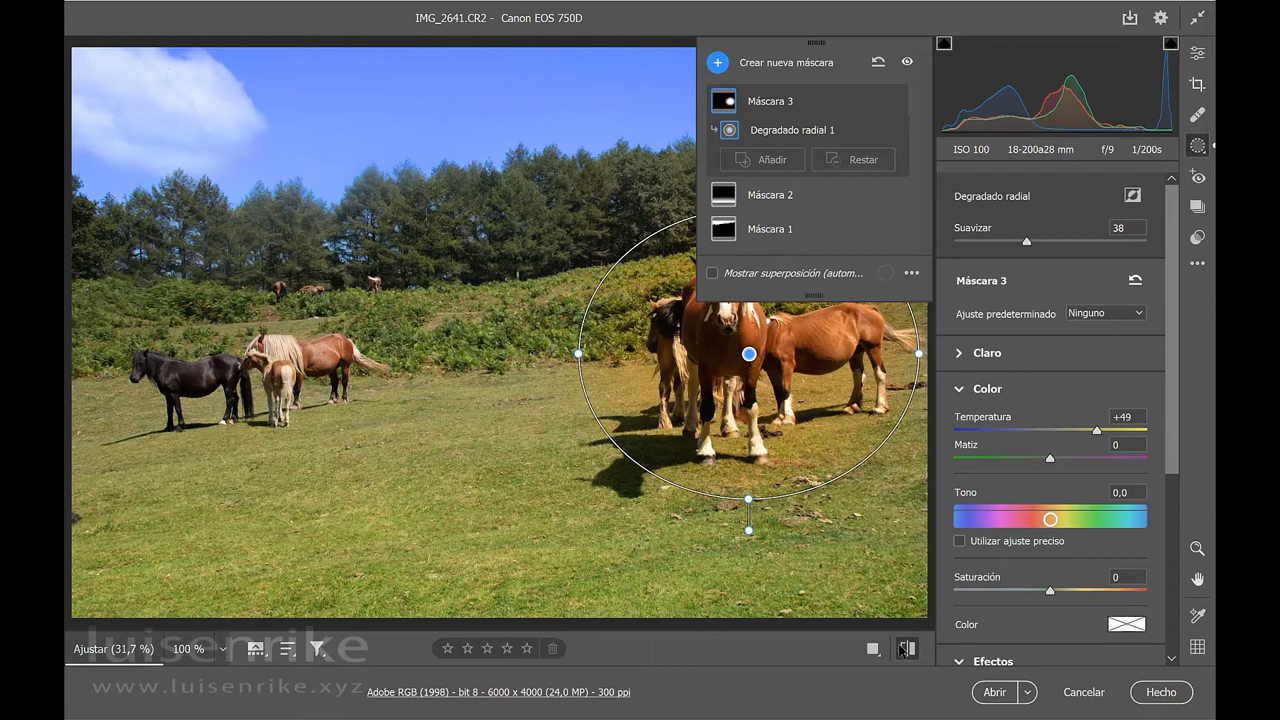 IMG_2641.CR2 - Canon EOS 750D
Crear nueva máscara
Máscara 3
Degradado radial 1
Añadir
Restar
Máscara 2
Máscara 1
Mostrar superposición (autom...
ISO 100 18-200a28 mm f/9 1/200s
Degradado radial
Suavizar 38
Máscara 3
Ajuste predeterminado Ninguno
Claro
Color
Temperatura +49
Matiz 0
Tono 0,0
Utilizar ajuste preciso
Saturación 0
Color
Efectos
Ajustar (31,7 %) 100 %
luisenrike
www.luisenrike.xyz
Adobe RGB (1998) - bit 8 - 6000 x 4000 (24,0 MP) - 300 ppi
Abrir Cancelar Hecho